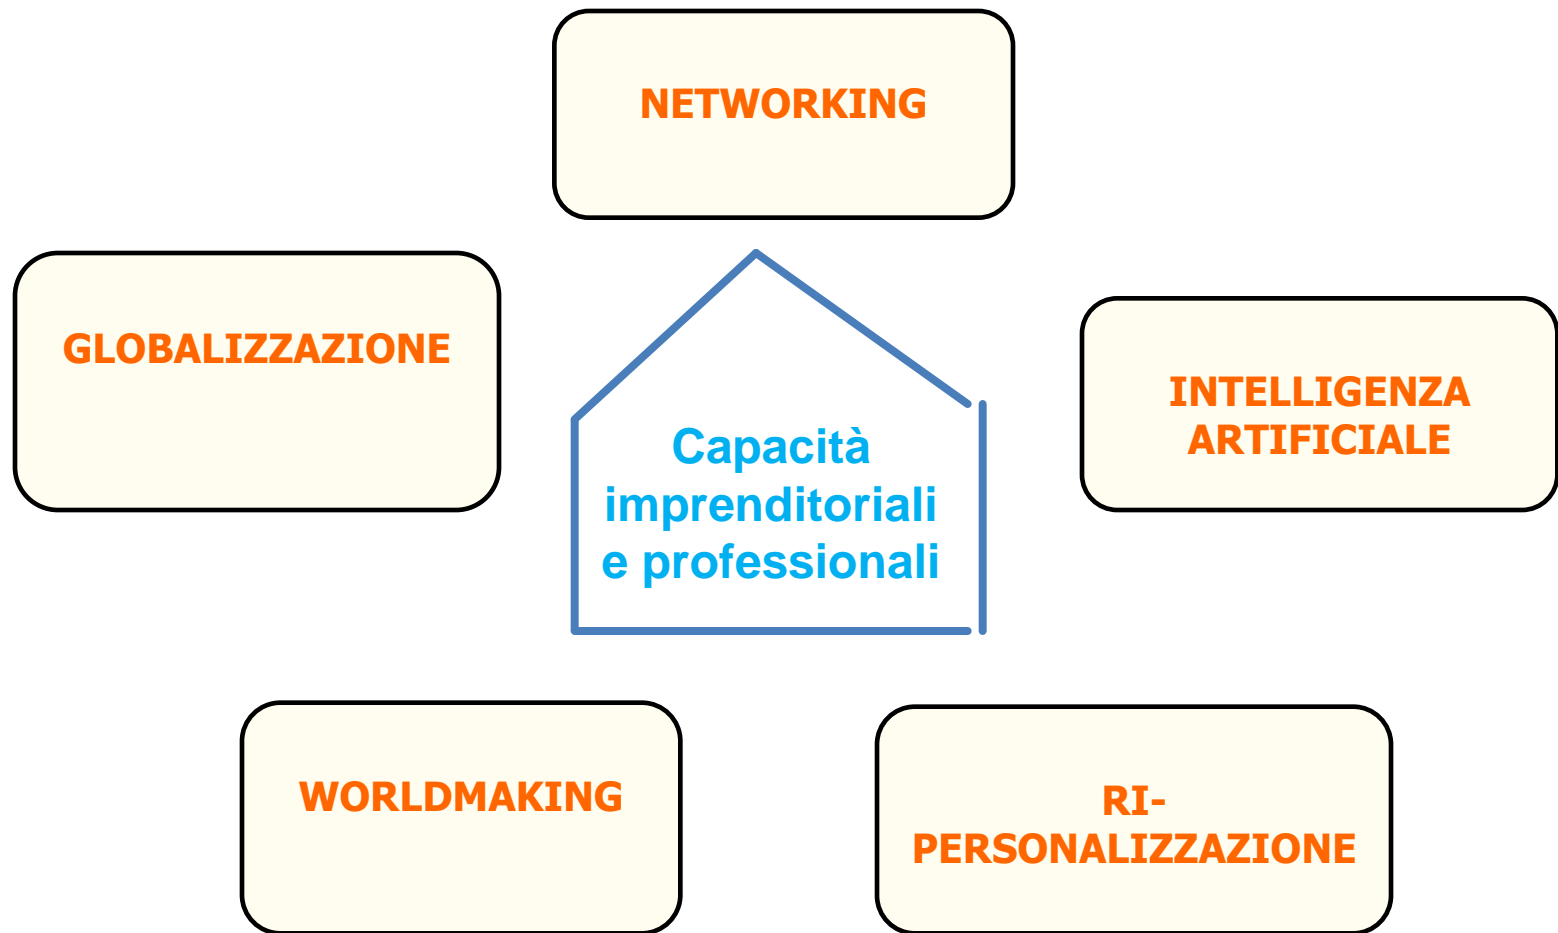 NETWORKING
GLOBALIZZAZIONE
INTELLIGENZA
ARTIFICIALE
Capacità
imprenditoriali
e professionali
WORLDMAKING
RI-
PERSONALIZZAZIONE